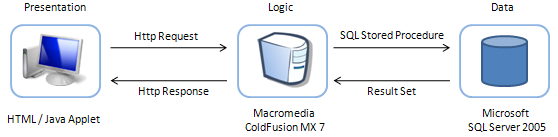 Presentation
Logic
Data
Http Request
SQL Stored Procedure
Http Response
Result Set
HTML / Java Applet
Macromedia
ColdFusion MX 7
Microsoft
SQL Server 2005